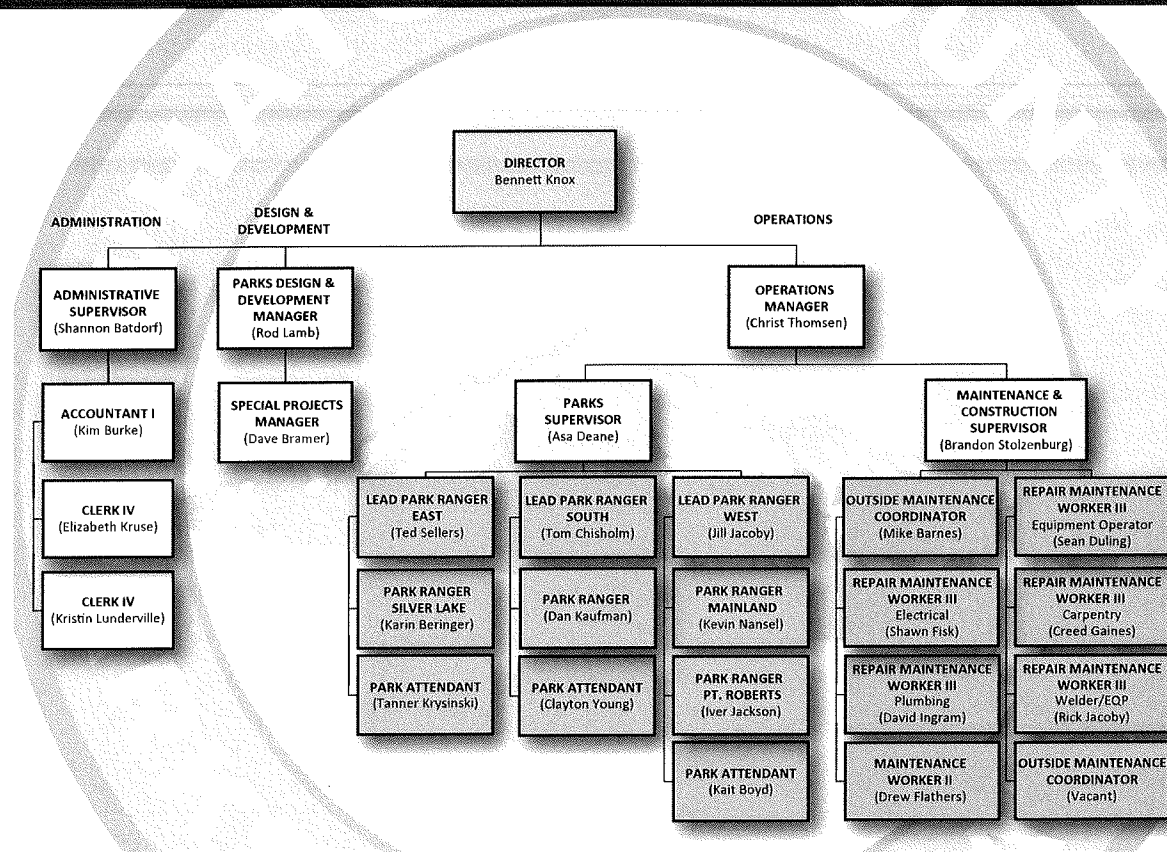 DIRECTOR
Bennett Knox
ADMINISTRATION
DESIGN &
DEVELOPMENT
OPERATIONS
ADMINISTRATIVE
SUPERVISOR
(Shannon Batdorf)
PARKS DESIGN &
DEVELOPMENT
MANAGER
(Rod Lamb)
OPERATIONS
MANAGER
(Christ Thomsen)
ACCOUNTANT I
(Kim Burke)
SPECIAL PROJECTS
MANAGER
(Dave Bramer)
PARKS
SUPERVISOR
(Asa Deane)
MAINTENANCE &
CONSTRUCTION
SUPERVISOR
(Brandon Stolzenburg)
CLERK IV
(Elizabeth Kruse)
CLERK IV
(Kristin Lunderville)
LEAD PARK RANGER
EAST
(Ted Sellers)
PARK RANGER
SILVER LAKE
(Karin Beringer)
PARK ATTENDANT
(Tanner Krysinski)
LEAD PARK RANGER
SOUTH
(Tom Chisholm)
PARK RANGER
(Dan Kaufman)
PARK ATTENDANT
(Clayton Young)
LEAD PARK RANGER
WEST
(Jill Jacoby)
PARK RANGER
MAINLAND
(Kevin Nansel)
PARK RANGER
PT. ROBERTS
(Iver Jackson)
PARK ATTENDANT
(Kait Boyd)
OUTSIDE MAINTENANCE
COORDINATOR
(Mike Barnes)
REPAIR MAINTENANCE
WORKER III
Electrical
(Shawn Fisk)
REPAIR MAINTENANCE
WORKER III
Plumbing
(David Ingram)
MAINTENANCE
WORKER II
(Drew Flathers)
REPAIR MAINTENANCE
WORKER III
Equipment Operator
(Sean Duling)
REPAIR MAINTENANCE
WORKER III
Carpentry
(Creed Gaines)
REPAIR MAINTENANCE
WORKER III
Welder/EQP
(Rick Jacoby)
OUTSIDE MAINTENANCE
COORDINATOR
(Vacant)